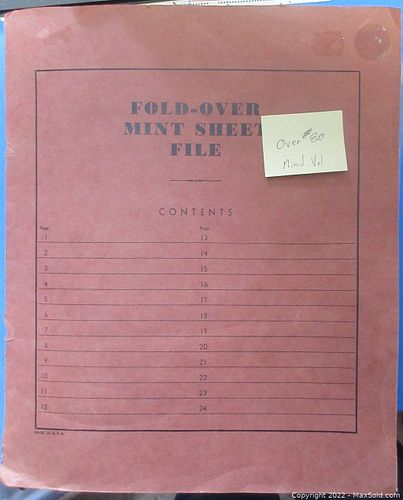 FOLD-OVER
MINT SHEET
FILE
Over $80
Mind Val
CONTENTS
Page Page
1 13
2 14
3 15
4 16
5 17
6 18
7 19
8 20
9 21
10 22
11 23
12 24
MADE IN U.S.A.
Copyright 2022 - MaxSold.com